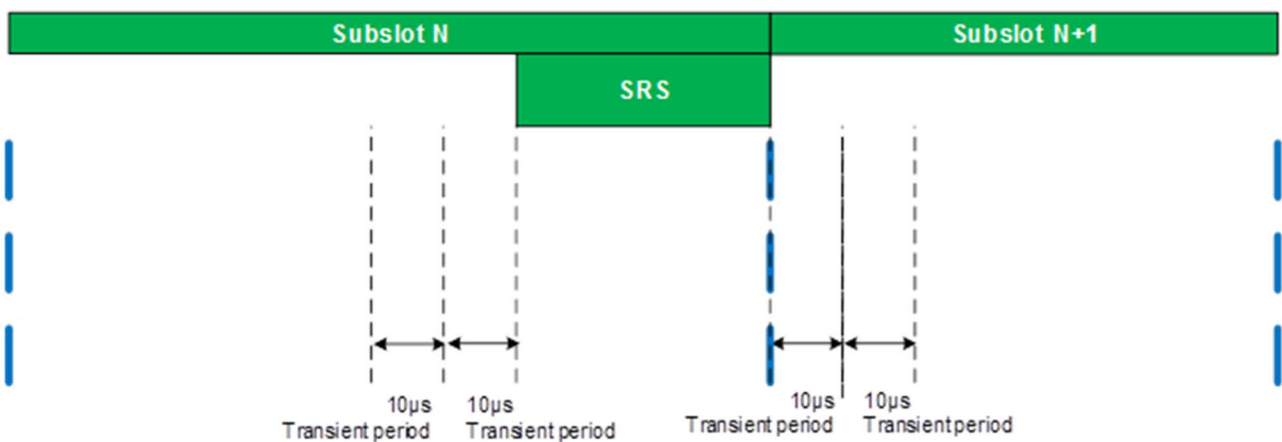 Subslot N
Subslot N+1
SRS
10µs
Transient period
10µs
Transient period
10µs
Transient period
10µs
Transient period